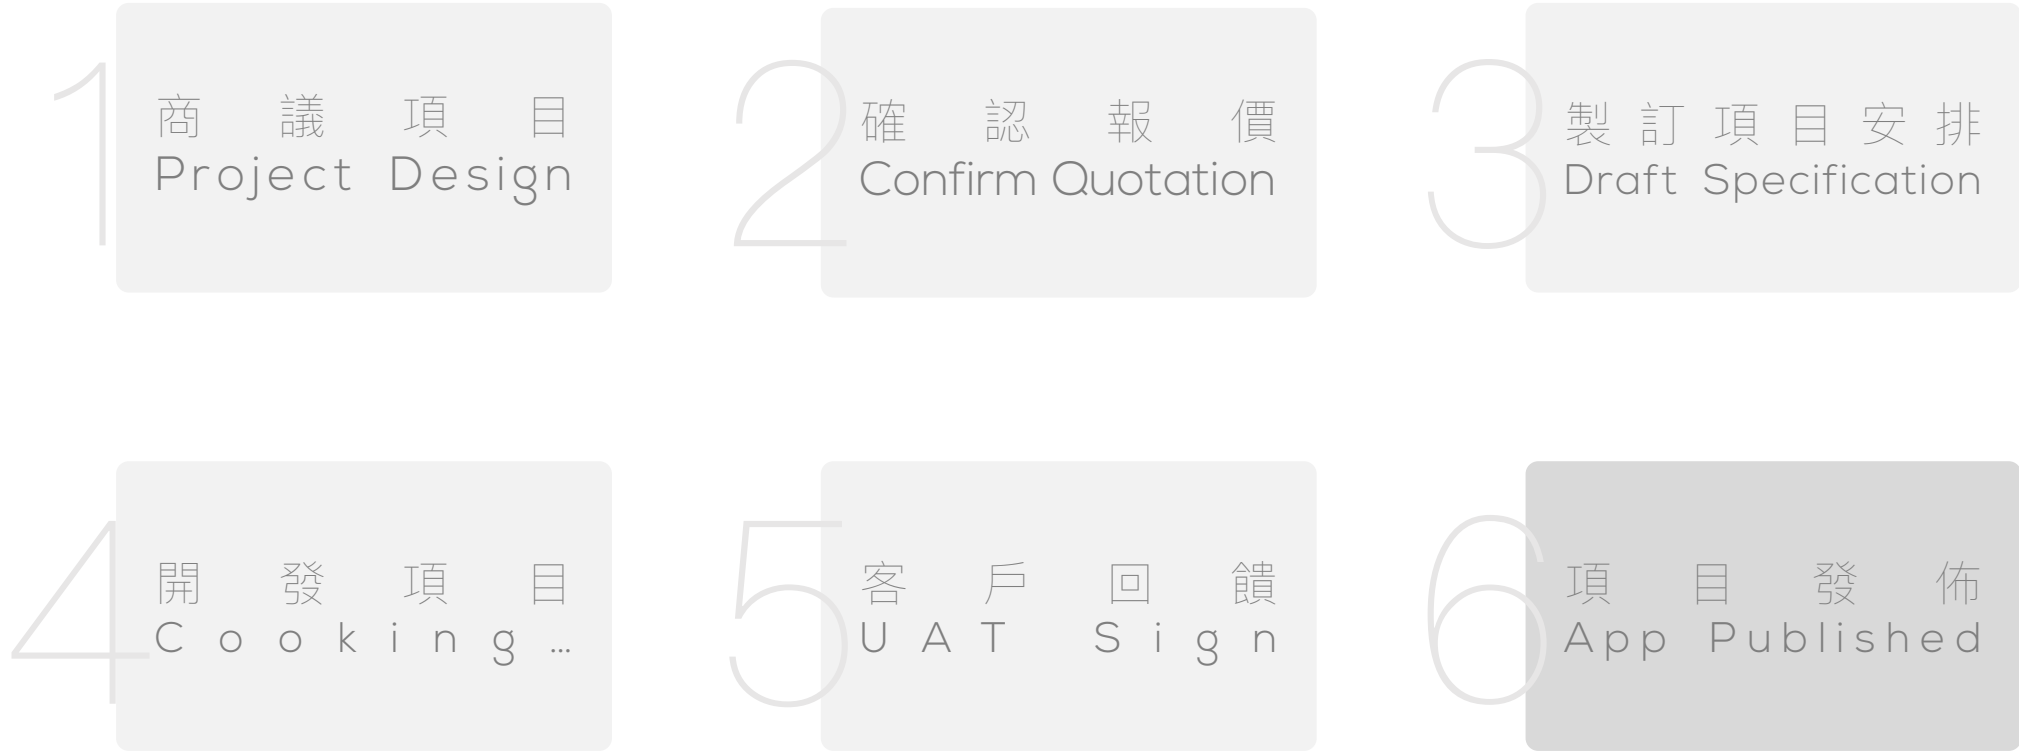 1
商議項目
Project Design
2
確認報價
Confirm Quotation
3
製訂項目安排
Draft Specification
4
開發項目
Cooking...
5
客戶回饋
UAT Sign
6
項目發佈
App Published